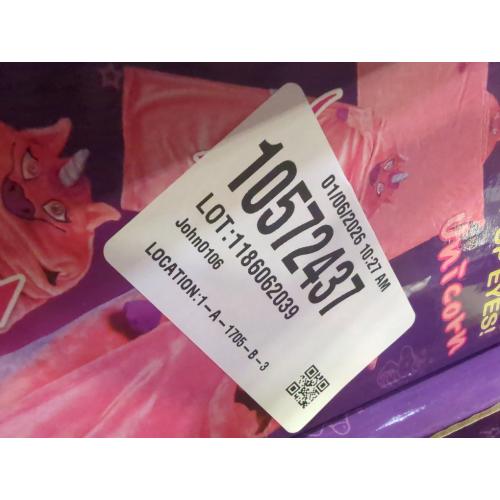 01/06/2026 10:27 AM
10572437
LOT:1186062039
John0106
LOCATION:1-A-1705-B-3
UNICORN
EYES!